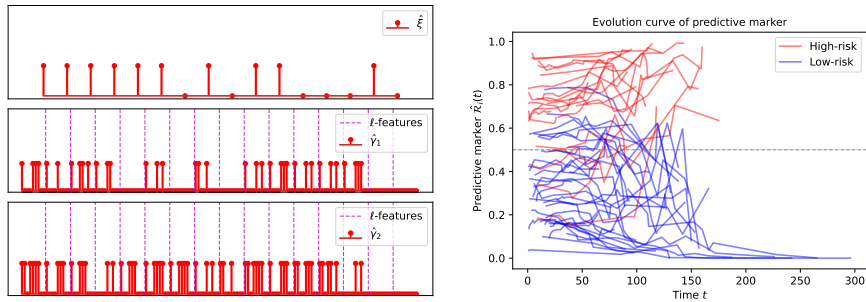 ξ̂
ℓ-features
γ̂₁
ℓ-features
γ̂₂
Evolution curve of predictive marker
High-risk
Low-risk
Predictive marker R̂ᵢ(t)
1.0
0.8
0.6
0.4
0.2
0.0
0 50 100 150 200 250 300
Time t